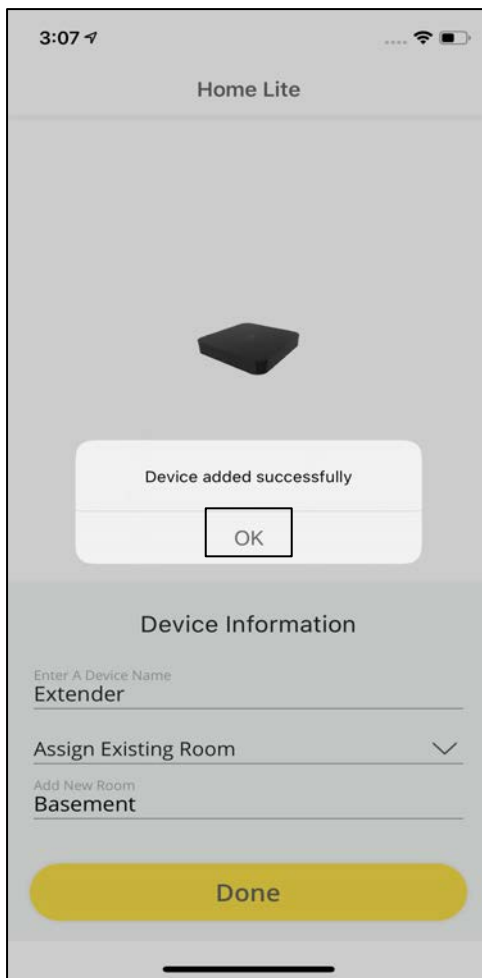 3:07
Home Lite
Device added successfully
OK
Device Information
Enter A Device Name
Extender
Assign Existing Room
Add New Room
Basement
Done